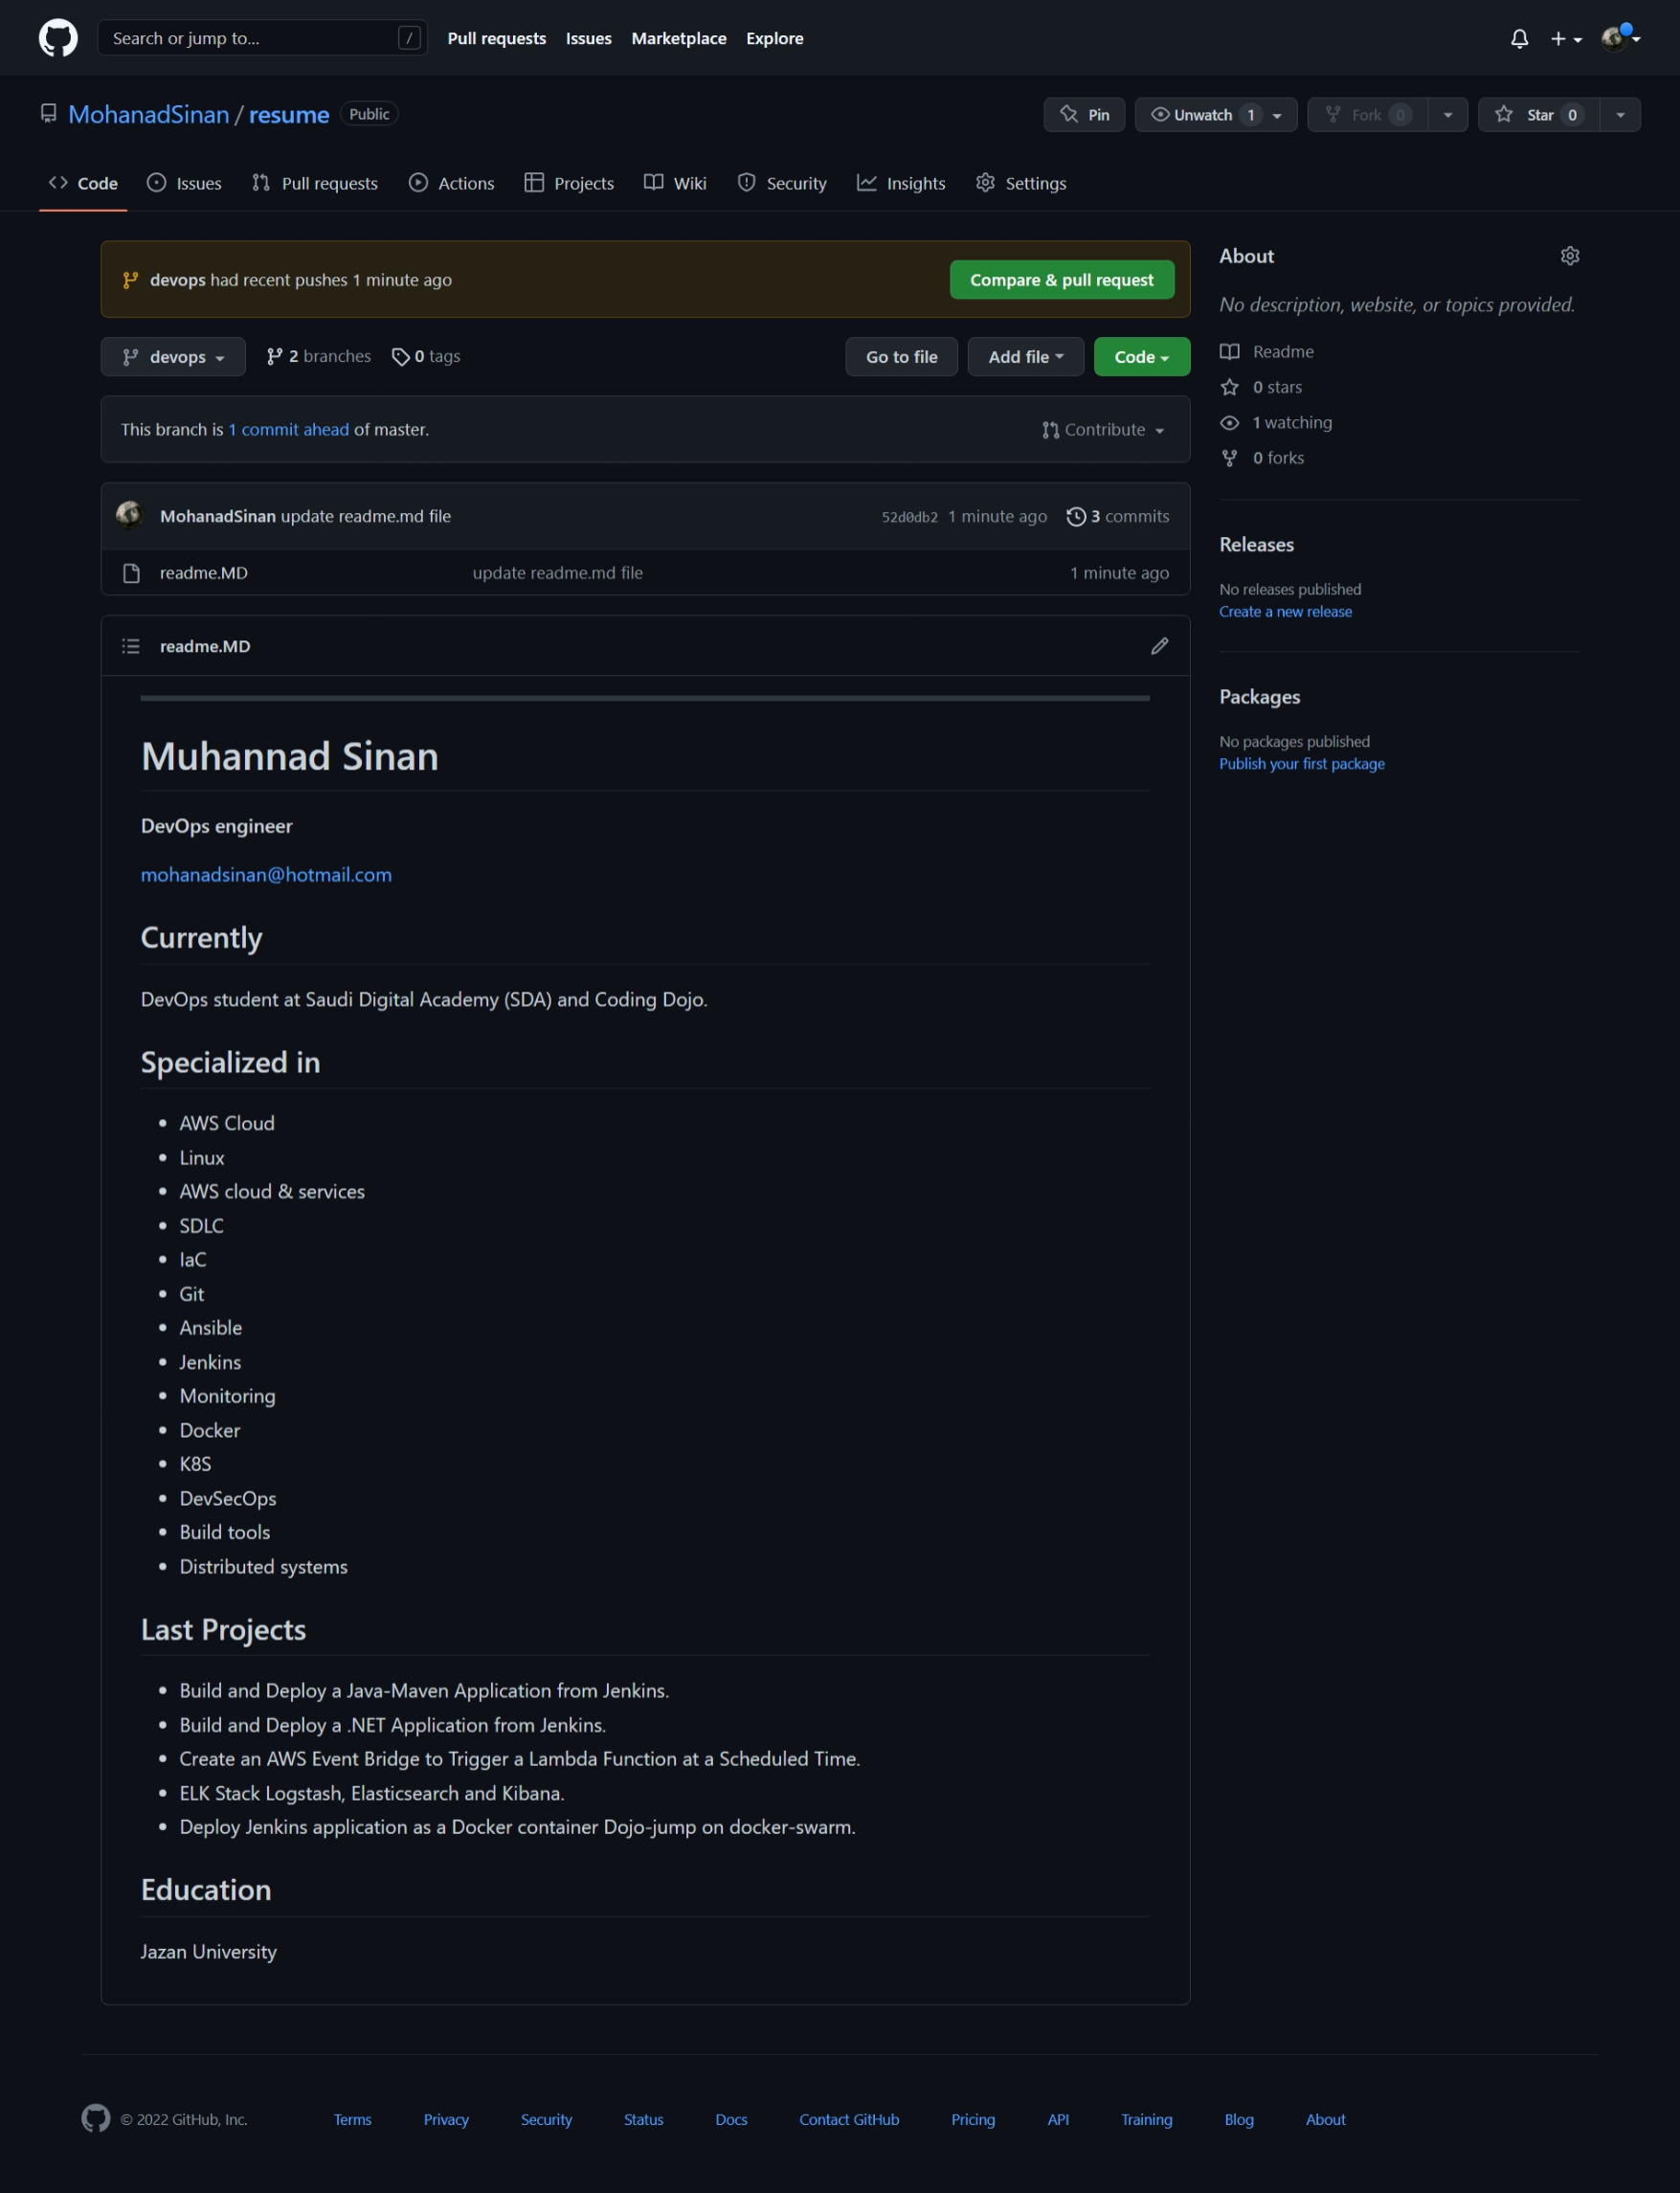 Search or jump to... / Pull requests Issues Marketplace Explore
MohanadSinan / resume Public Pin Unwatch 1 Fork 0 Star 0
Code Issues Pull requests Actions Projects Wiki Security Insights Settings
devops had recent pushes 1 minute ago Compare & pull request
devops 2 branches 0 tags Go to file Add file Code
This branch is 1 commit ahead of master. Contribute
MohanadSinan update readme.md file 52d0db2 1 minute ago 3 commits
readme.MD update readme.md file 1 minute ago
readme.MD
Muhannad Sinan
DevOps engineer
mohanadsinan@hotmail.com
Currently
DevOps student at Saudi Digital Academy (SDA) and Coding Dojo.
Specialized in
AWS Cloud
Linux
AWS cloud & services
SDLC
IaC
Git
Ansible
Jenkins
Monitoring
Docker
K8S
DevSecOps
Build tools
Distributed systems
Last Projects
Build and Deploy a Java-Maven Application from Jenkins.
Build and Deploy a .NET Application from Jenkins.
Create an AWS Event Bridge to Trigger a Lambda Function at a Scheduled Time.
ELK Stack Logstash, Elasticsearch and Kibana.
Deploy Jenkins application as a Docker container Dojo-jump on docker-swarm.
Education
Jazan University
About
No description, website, or topics provided.
Readme
0 stars
1 watching
0 forks
Releases
No releases published
Create a new release
Packages
No packages published
Publish your first package
© 2022 GitHub, Inc. Terms Privacy Security Status Docs Contact GitHub Pricing API Training Blog About